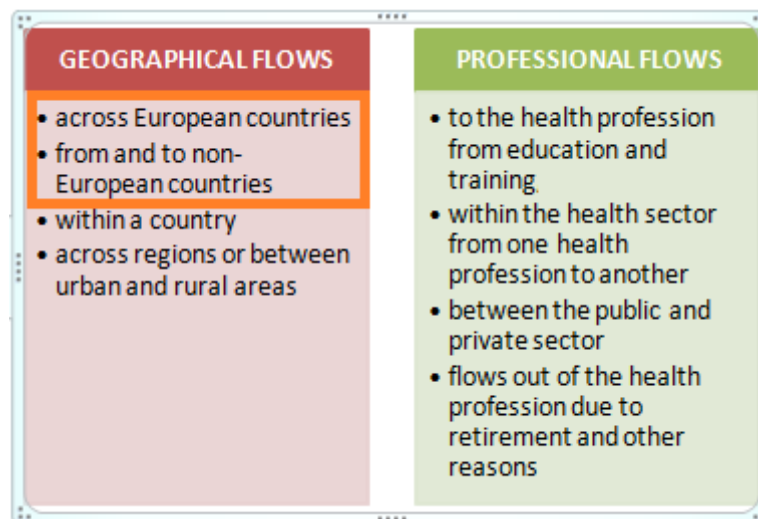 GEOGRAPHICAL FLOWS
• across European countries
• from and to non-
European countries
• within a country
• across regions or between
urban and rural areas
PROFESSIONAL FLOWS
• to the health profession
from education and
training
• within the health sector
from one health
profession to another
• between the public and
private sector
• flows out of the health
profession due to
retirement and other
reasons